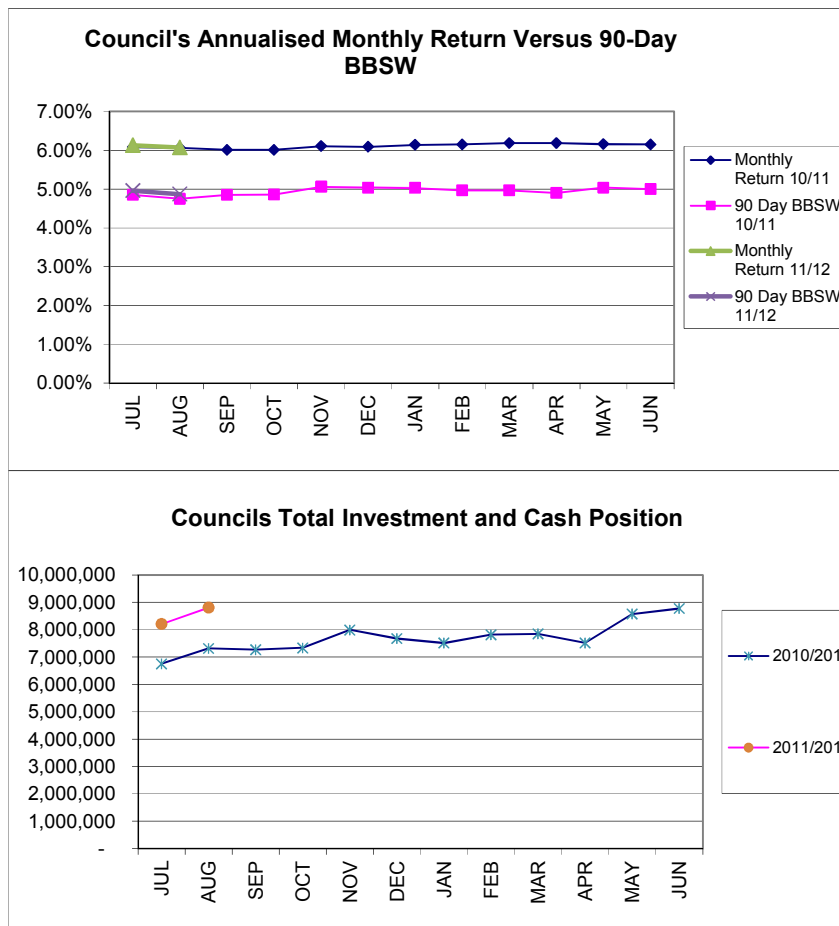 Council's Annualised Monthly Return Versus 90-Day
BBSW
7.00%
6.00%
5.00%
4.00%
3.00%
2.00%
1.00%
0.00%
JUL
AUG
SEP
OCT
NOV
DEC
JAN
FEB
MAR
APR
MAY
JUN
Monthly
Return 10/11
90 Day BBSW
10/11
Monthly
Return 11/12
90 Day BBSW
11/12
Councils Total Investment and Cash Position
10,000,000
9,000,000
8,000,000
7,000,000
6,000,000
5,000,000
4,000,000
3,000,000
2,000,000
1,000,000
-
JUL
AUG
SEP
OCT
NOV
DEC
JAN
FEB
MAR
APR
MAY
JUN
2010/201
2011/201